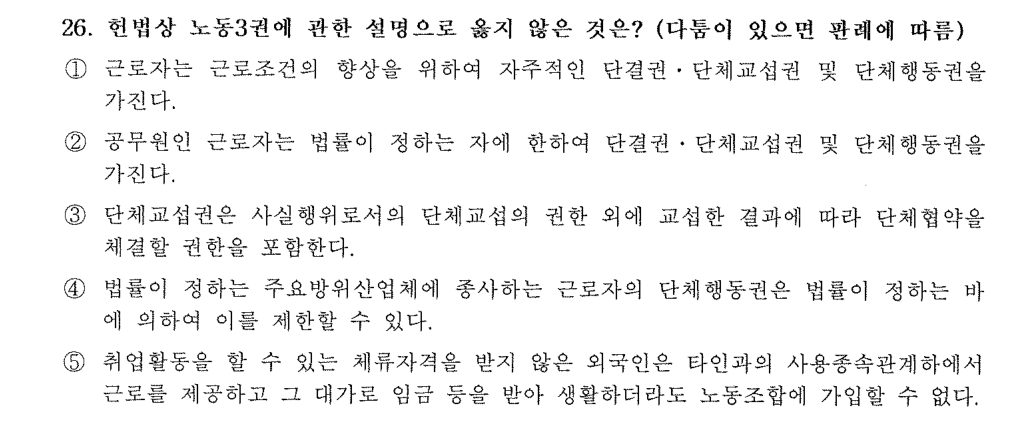 26. 헌법상 노동3권에 관한 설명으로 옳지 않은 것은? (다툼이 있으면 판례에 따름)
① 근로자는 근로조건의 향상을 위하여 자주적인 단결권·단체교섭권 및 단체행동권을
가진다.
② 공무원인 근로자는 법률이 정하는 자에 한하여 단결권·단체교섭권 및 단체행동권을
가진다.
③ 단체교섭권은 사실행위로서의 단체교섭의 권한 외에 교섭한 결과에 따라 단체협약을
체결할 권한을 포함한다.
④ 법률이 정하는 주요방위산업체에 종사하는 근로자의 단체행동권은 법률이 정하는 바
에 의하여 이를 제한할 수 있다.
⑤ 취업활동을 할 수 있는 체류자격을 받지 않은 외국인은 타인과의 사용종속관계하에서
근로를 제공하고 그 대가로 임금 등을 받아 생활하더라도 노동조합에 가입할 수 없다.